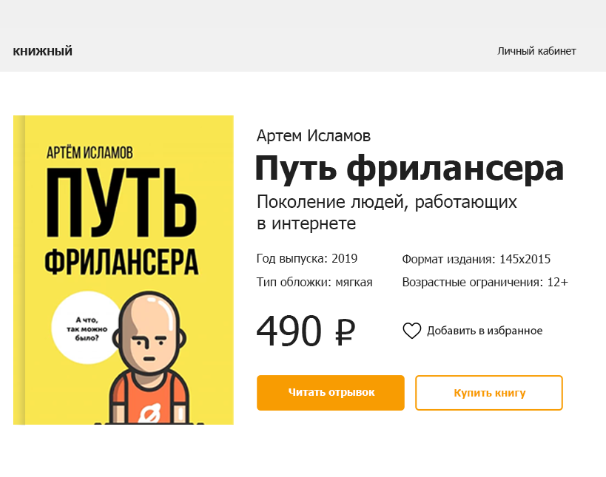 книжный
Личный кабинет
АРТЁМ ИСЛАМОВ
ПУТЬ
ФРИЛАНСЕРА
А что,
так можно
было?
Артем Исламов
Путь фрилансера
Поколение людей, работающих
в интернете
Год выпуска: 2019
Формат издания: 145x2015
Тип обложки: мягкая
Возрастные ограничения: 12+
490 ₽
Добавить в избранное
Читать отрывок
Купить книгу